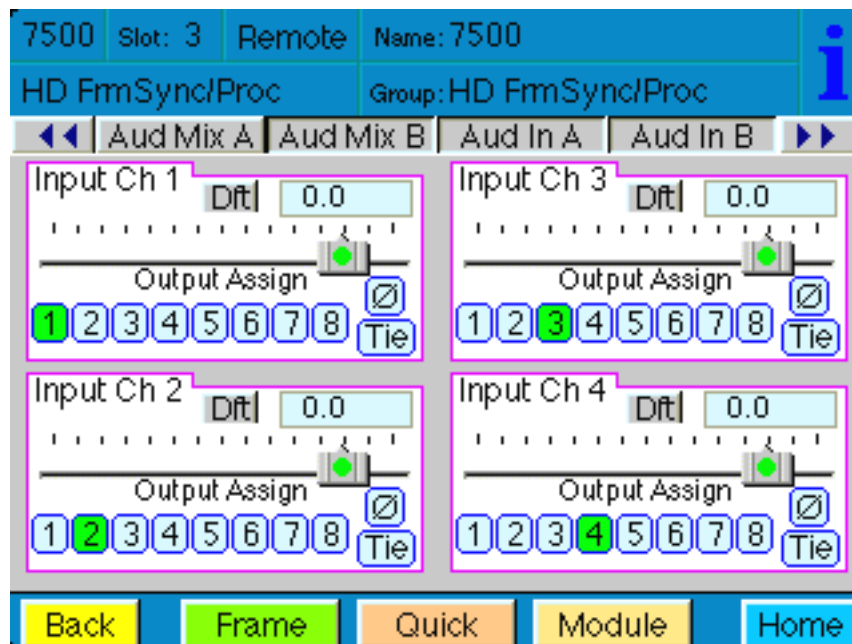 7500 Slot: 3 Remote Name: 7500 i
HD FrmSync/Proc Group: HD FrmSync/Proc
Aud Mix A Aud Mix B Aud In A Aud In B
Input Ch 1 Dft 0.0
Output Assign Ø
1 2 3 4 5 6 7 8 Tie
Input Ch 3 Dft 0.0
Output Assign Ø
1 2 3 4 5 6 7 8 Tie
Input Ch 2 Dft 0.0
Output Assign Ø
1 2 3 4 5 6 7 8 Tie
Input Ch 4 Dft 0.0
Output Assign Ø
1 2 3 4 5 6 7 8 Tie
Back Frame Quick Module Home